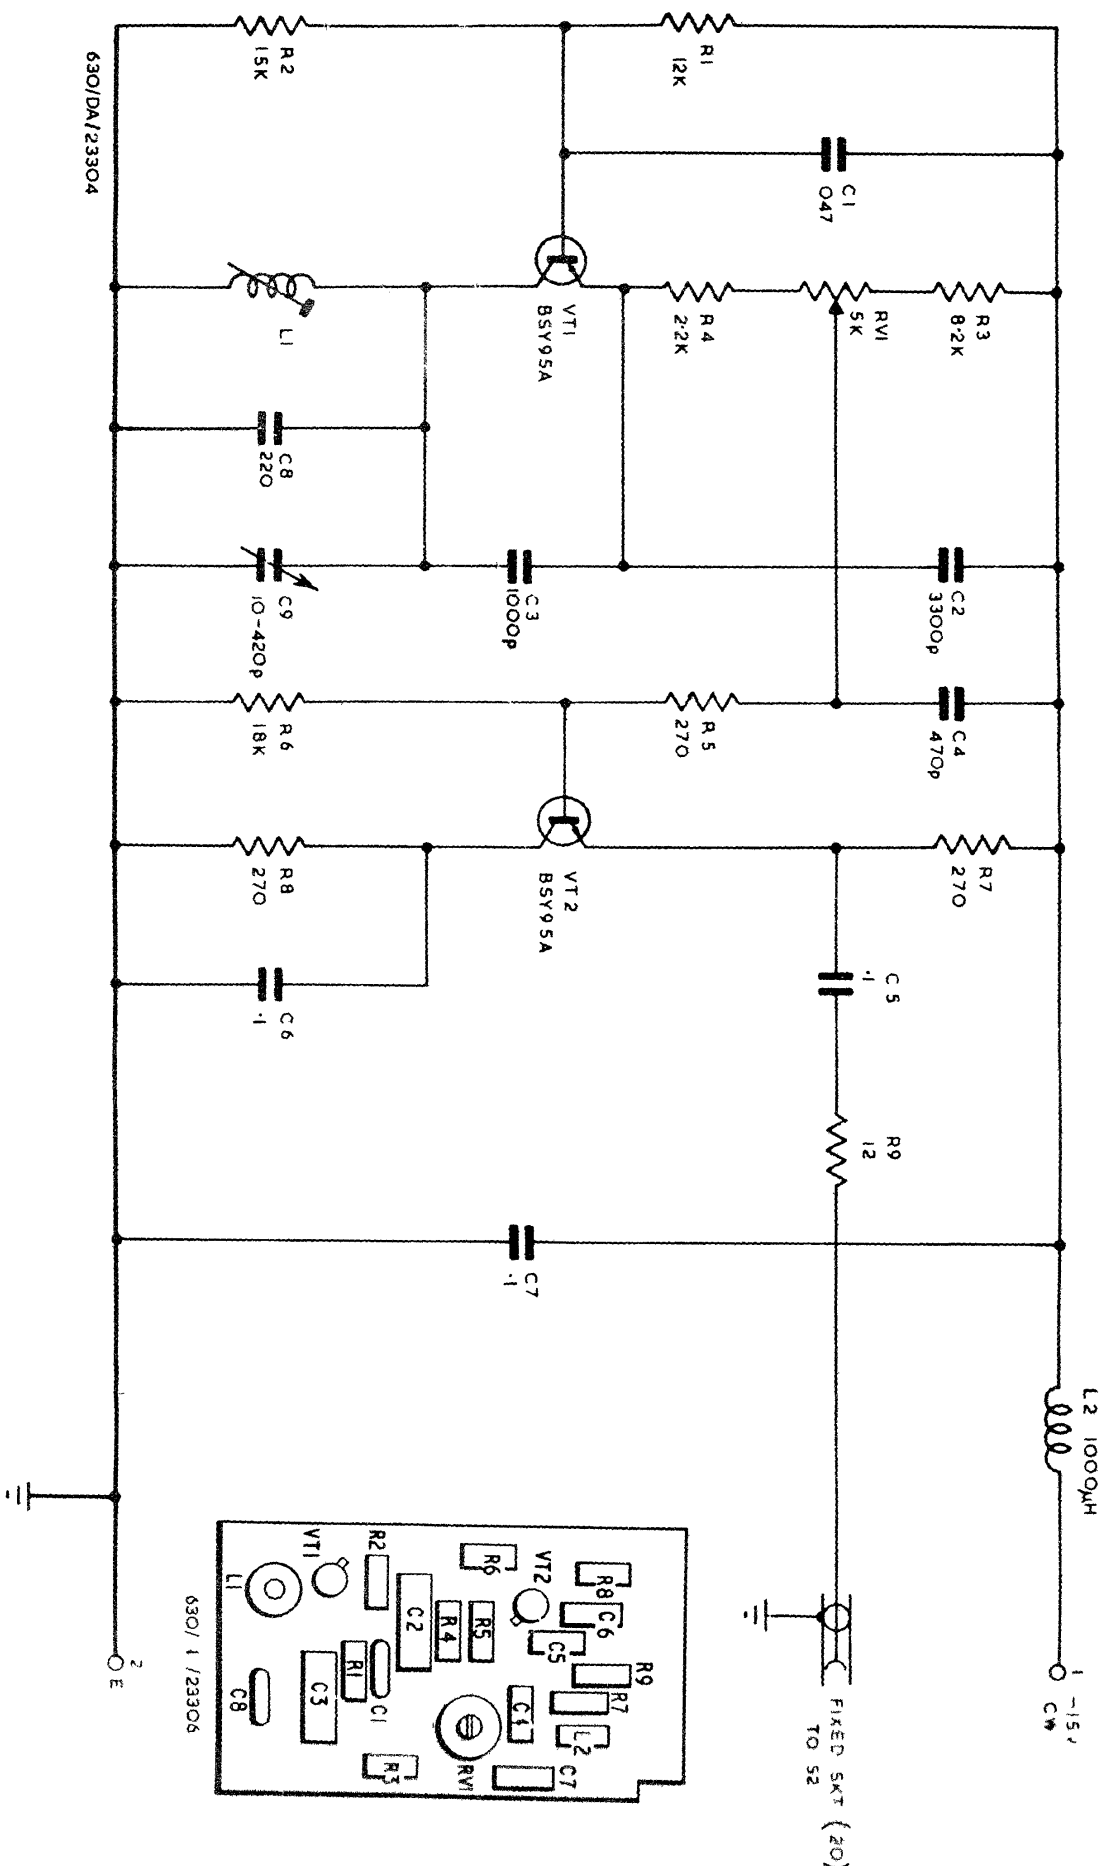 L2 1000µH
1 -15V
CW
R1
12K
C1
047
R3
8·2K
RV1
5K
R4
2·2K
C2
3300p
C4
470p
R7
270
C5
·1
R9
12
FIXED SKT (20)
TO S2
VT1
BSY95A
C3
1000p
R5
270
VT2
BSY95A
C7
·1
R2
15K
L1
C8
220
C9
10-420p
R6
18K
R8
270
C6
·1
2
E
630/DA/23304
R8
C6
C5
R9
R7
L2
C7
VT2
R6
R5
R4
C4
C2
RV1
R2
C1
R1
R3
VT1
C3
L1
C8
630/1/23306